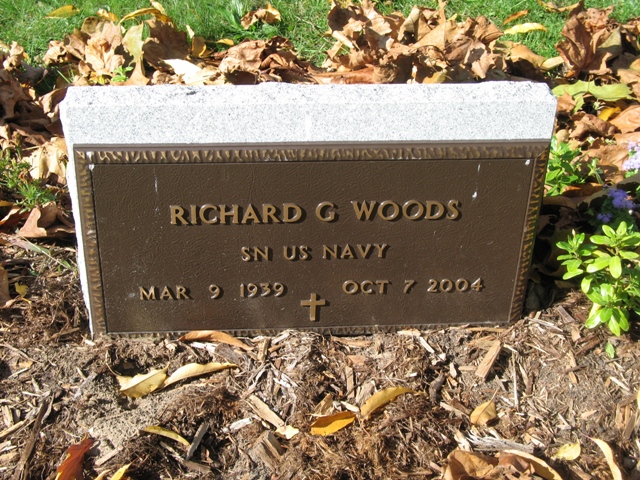 RICHARD G WOODS
SN US NAVY
MAR 9 1939 OCT 7 2004